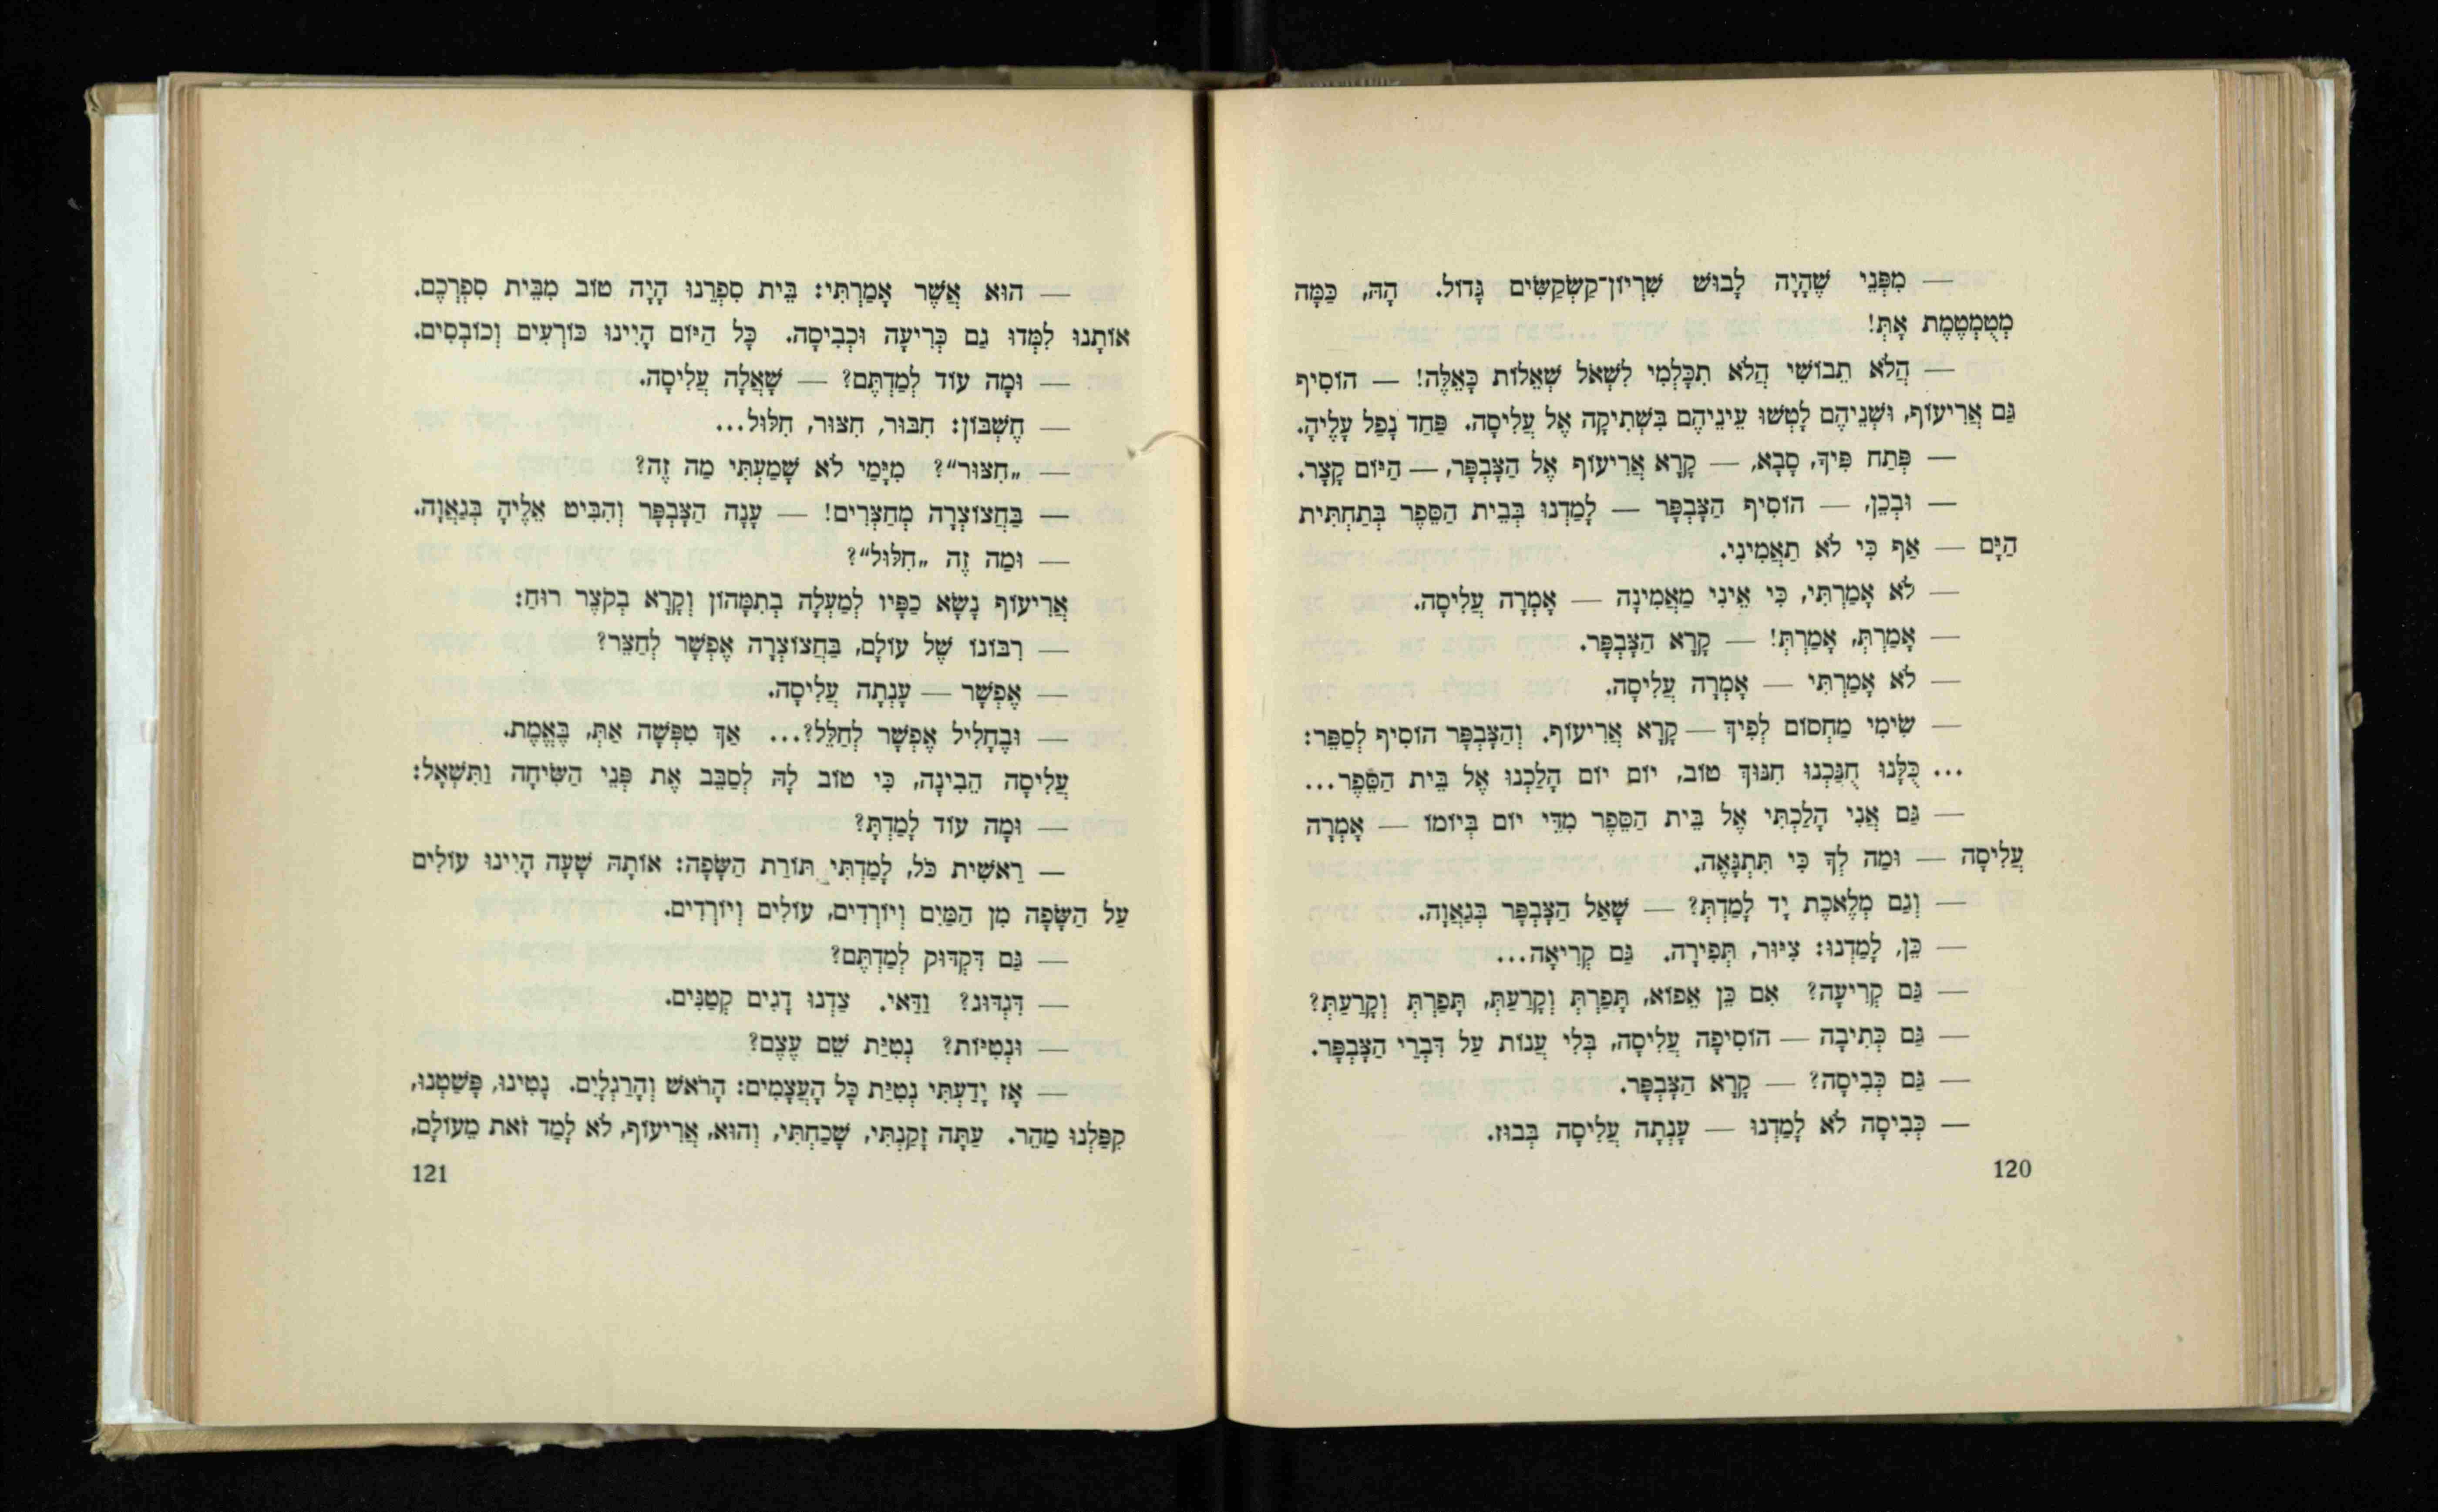 — מִפְּנֵי שֶׁהָיָה לָבוּשׁ שִׁרְיוֹן־קַשְׂקַשִּׂים גָּדוֹל. הָהּ, כַּמָּה
מְטֻמְטֶמֶת אָתְּ!
— הֲלֹא תֵבוֹשִׁי הֲלֹא תִכָּלְמִי לִשְׁאֹל שְׁאֵלוֹת כָּאֵלֶּה! — הוֹסִיף
גַּם אֲרִיעוֹף, וּשְׁנֵיהֶם לָטְשׁוּ עֵינֵיהֶם בִּשְׁתִיקָה אֶל עֲלִיסָה. פַּחַד נָפַל עָלֶיהָ.
— פְּתַח פִּיךָ, סָבָא, — קָרָא אֲרִיעוֹף אֶל הַצָּבְפָּר, — הַיּוֹם קָצָר.
— וּבְכֵן, — הוֹסִיף הַצָּבְפָּר — לָמַדְנוּ בְּבֵית הַסֵּפֶר בְּתַחְתִּית
הַיָּם — אַף כִּי לֹא תַאֲמִינִי.
— לֹא אָמַרְתִּי, כִּי אֵינִי מַאֲמִינָה — אָמְרָה עֲלִיסָה.
— אָמַרְתְּ, אָמַרְתְּ! — קָרָא הַצָּבְפָּר.
— לֹא אָמַרְתִּי — אָמְרָה עֲלִיסָה.
— שִׂימִי מַחְסוֹם לְפִיךְ — קָרָא אֲרִיעוֹף. וְהַצָּבְפָּר הוֹסִיף לְסַפֵּר:
... כֻּלָּנוּ חֻנַּכְנוּ חִנּוּךְ טוֹב, יוֹם יוֹם הָלַכְנוּ אֶל בֵּית הַסֵּפֶר...
— גַּם אֲנִי הָלַכְתִּי אֶל בֵּית הַסֵּפֶר מִדֵּי יוֹם בְּיוֹמוֹ — אָמְרָה
עֲלִיסָה — וּמַה לְּךָ כִּי תִתְגָּאֶה.
— וְגַם מְלֶאכֶת יָד לָמַדְתְּ? — שָׁאַל הַצָּבְפָּר בְּגַאֲוָה.
— כֵּן, לָמַדְנוּ: צִיּוּר, תְּפִירָה. גַּם קְרִיאָה...
— גַּם קְרִיעָה? אִם כֵּן אֵפוֹא, תָּפַרְתְּ וְקָרַעַתְּ, תָּפַרְתְּ וְקָרַעַתְּ?
— גַּם כְּתִיבָה — הוֹסִיפָה עֲלִיסָה, בְּלִי עֲנוֹת עַל דִּבְרֵי הַצָּבְפָּר.
— גַּם כְּבִיסָה? — קָרָא הַצָּבְפָּר.
— כְּבִיסָה לֹא לָמַדְנוּ — עָנְתָה עֲלִיסָה בְּבוּז.
120
— הוּא אֲשֶׁר אָמַרְתִּי: בֵּית סִפְרֵנוּ הָיָה טוֹב מִבֵּית סִפְרְכֶם.
אוֹתָנוּ לִמְּדוּ גַם כְּרִיעָה וּכְבִיסָה. כָּל הַיּוֹם הָיִינוּ כּוֹרְעִים וְכוֹבְסִים.
— וּמָה עוֹד לְמַדְתֶּם? — שָׁאֲלָה עֲלִיסָה.
— חֶשְׁבּוֹן: חִבּוּר, חִצּוּר, חִלּוּל...
— „חִצּוּר“? מִיָּמַי לֹא שָׁמַעְתִּי מַה זֶה?
— בַּחֲצוֹצְרָה מְחַצְּרִים! — עָנָה הַצָּבְפָּר וְהִבִּיט אֵלֶיהָ בְּגַאֲוָה.
— וּמַה זֶה „חִלּוּל“?
אֲרִיעוֹף נָשָׂא כַפָּיו לְמַעְלָה בְתִמָּהוֹן וְקָרָא בְקֹצֶר רוּחַ:
— רִבּוֹנוֹ שֶׁל עוֹלָם, בַּחֲצוֹצְרָה אֶפְשָׁר לְחַצֵּר?
— אֶפְשָׁר — עָנְתָה עֲלִיסָה.
— וּבֶחָלִיל אֶפְשָׁר לְחַלֵּל?... אַךְ טִפְּשָׁה אַתְּ, בֶּאֱמֶת.
עֲלִיסָה הֵבִינָה, כִּי טוֹב לָהּ לְסַבֵּב אֶת פְּנֵי הַשִּׂיחָה וַתִּשְׁאַל:
— וּמָה עוֹד לָמַדְתָּ?
— רֵאשִׁית כֹּל, לָמַדְתִּי תּוֹרַת הַשָּׂפָה: אוֹתָהּ שָׁעָה הָיִינוּ עוֹלִים
עַל הַשָּׂפָה מִן הַמַּיִם וְיוֹרְדִים, עוֹלִים וְיוֹרְדִים.
— גַּם דִּקְדּוּק לְמַדְתֶּם?
— דִּגְדּוּג? וַדַּאי. צַדְנוּ דָגִים קְטַנִּים.
— וּנְטִיּוֹת? נְטִיַּת שֵׁם עֶצֶם?
— אָז יָדַעְתִּי נְטִיַּת כָּל הָעֲצָמִים: הָרֹאשׁ וְהָרַגְלָיִם. נָטִינוּ, פָּשַׁטְנוּ,
קִפַּלְנוּ מַהֵר. עַתָּה זָקַנְתִּי, שָׁכַחְתִּי, וְהוּא, אֲרִיעוֹף, לֹא לָמַד זֹאת מֵעוֹלָם,
121